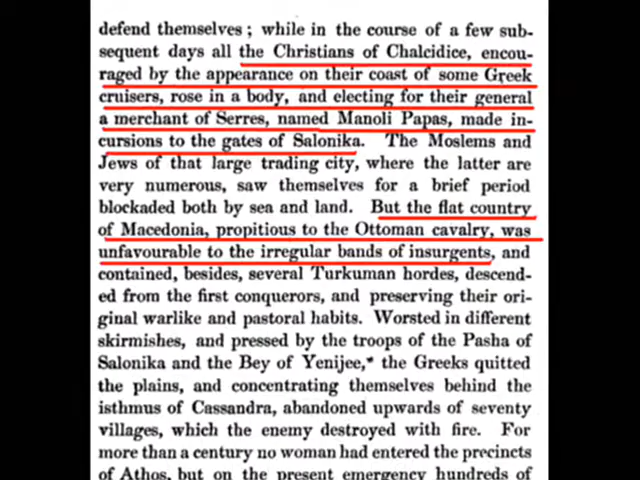 defend themselves; while in the course of a few sub-
sequent days all the Christians of Chalcidice, encou-
raged by the appearance on their coast of some Greek
cruisers, rose in a body, and electing for their general
a merchant of Serres, named Manoli Papas, made in-
cursions to the gates of Salonika. The Moslems and
Jews of that large trading city, where the latter are
very numerous, saw themselves for a brief period
blockaded both by sea and land. But the flat country
of Macedonia, propitious to the Ottoman cavalry, was
unfavourable to the irregular bands of insurgents, and
contained, besides, several Turkuman hordes, descend-
ed from the first conquerors, and preserving their ori-
ginal warlike and pastoral habits. Worsted in different
skirmishes, and pressed by the troops of the Pasha of
Salonika and the Bey of Yenijee,* the Greeks quitted
the plains, and concentrating themselves behind the
isthmus of Cassandra, abandoned upwards of seventy
villages, which the enemy destroyed with fire. For
more than a century no woman had entered the precincts
of Athos, but on the present emergency hundreds of